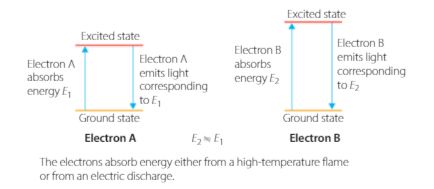 Excited state
Electron A
absorbs
energy E₁
Electron A
emits light
corresponding
to E₁
Ground state
Electron A
Excited state
Electron B
absorbs
energy E₂
Electron B
emits light
corresponding
to E₂
Ground state
Electron B
E₂ ≈ E₁
The electrons absorb energy either from a high-temperature flame
or from an electric discharge.